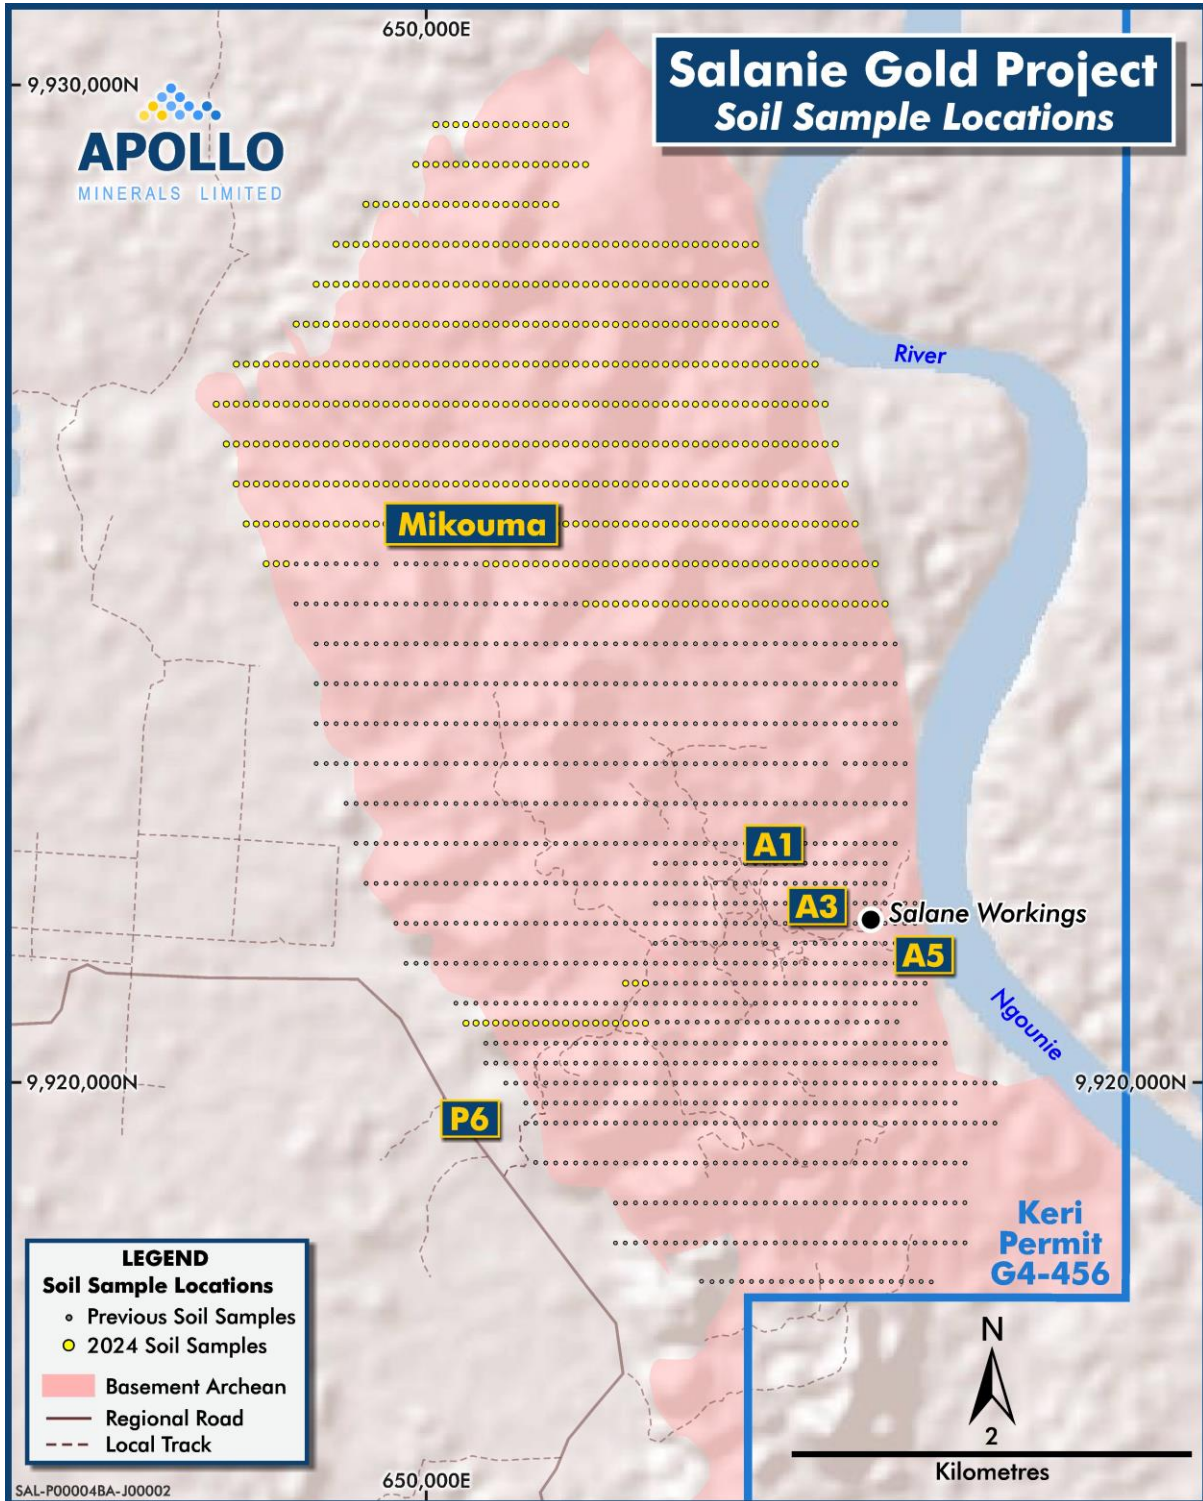 650,000E
Salanie Gold Project
Soil Sample Locations
9,930,000N
APOLLO
MINERALS LIMITED
River
Mikouma
A1
A3
Salane Workings
A5
Ngounie
9,920,000N
9,920,000N
P6
Keri
Permit
G4-456
LEGEND
Soil Sample Locations
Previous Soil Samples
2024 Soil Samples
Basement Archean
Regional Road
Local Track
N
2
Kilometres
650,000E
SAL-P00004BA-J00002